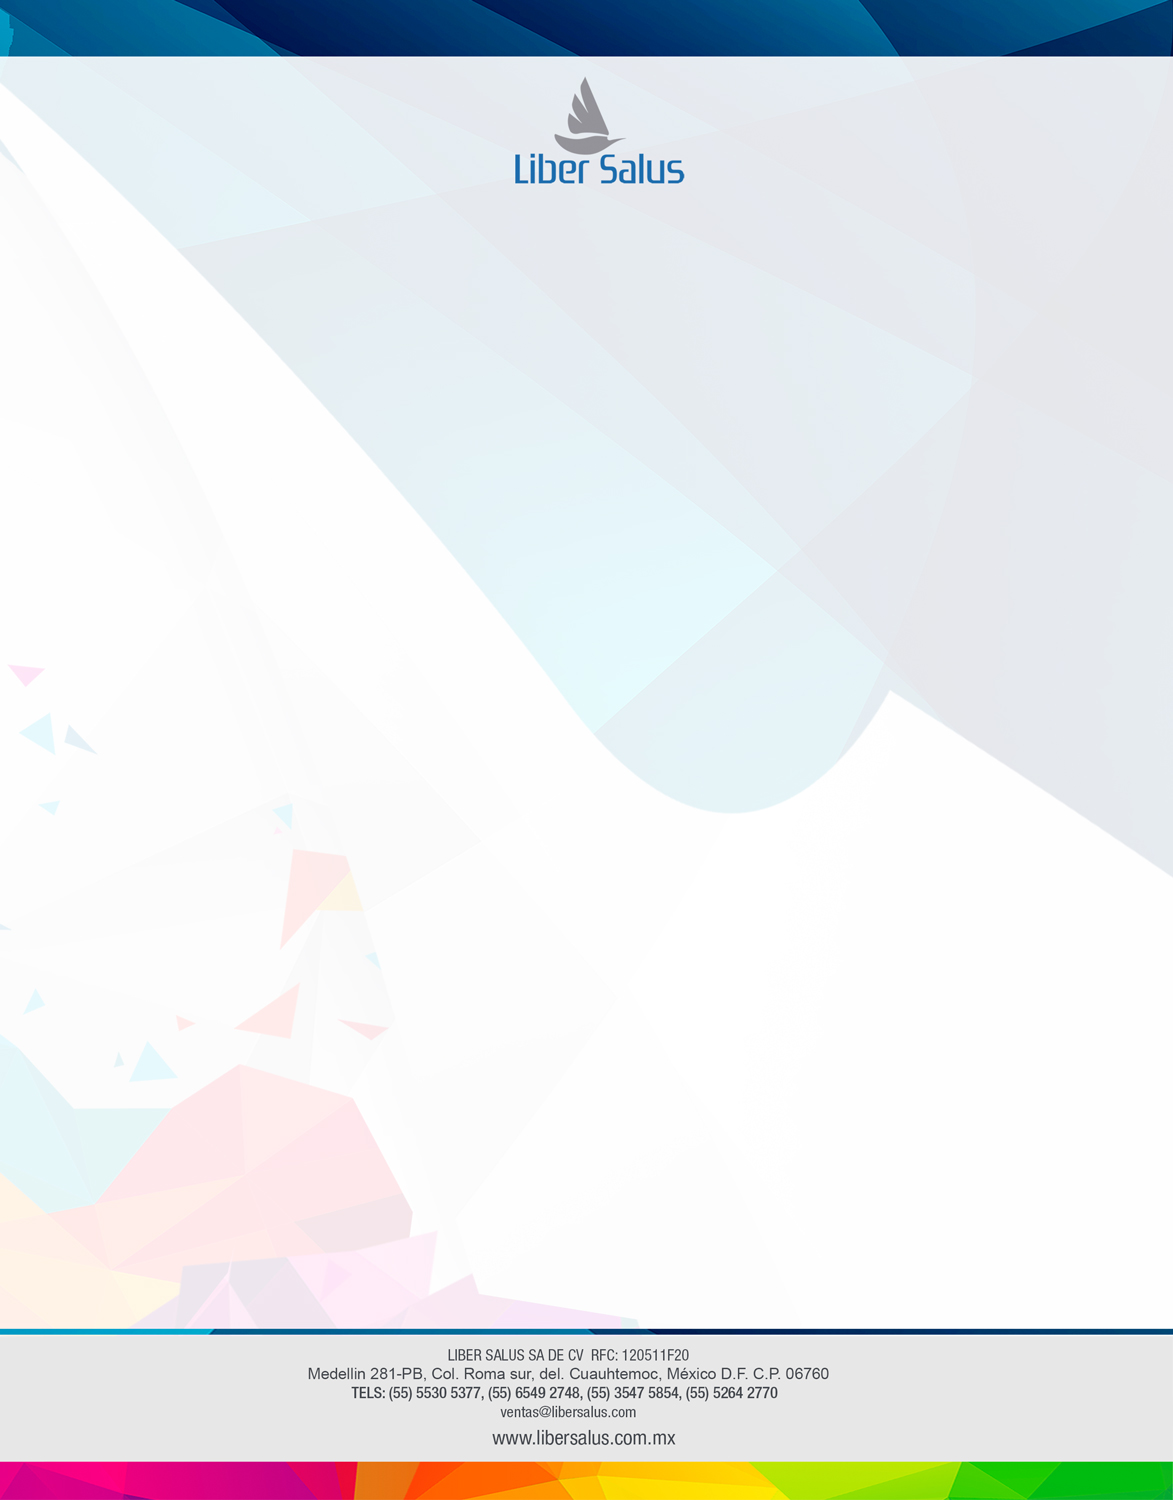 Liber Salus
LIBER SALUS SA DE CV RFC: 120511F20
Medellin 281-PB, Col. Roma sur, del. Cuauhtemoc, México D.F. C.P. 06760
TELS: (55) 5530 5377, (55) 6549 2748, (55) 3547 5854, (55) 5264 2770
ventas@libersalus.com
www.libersalus.com.mx